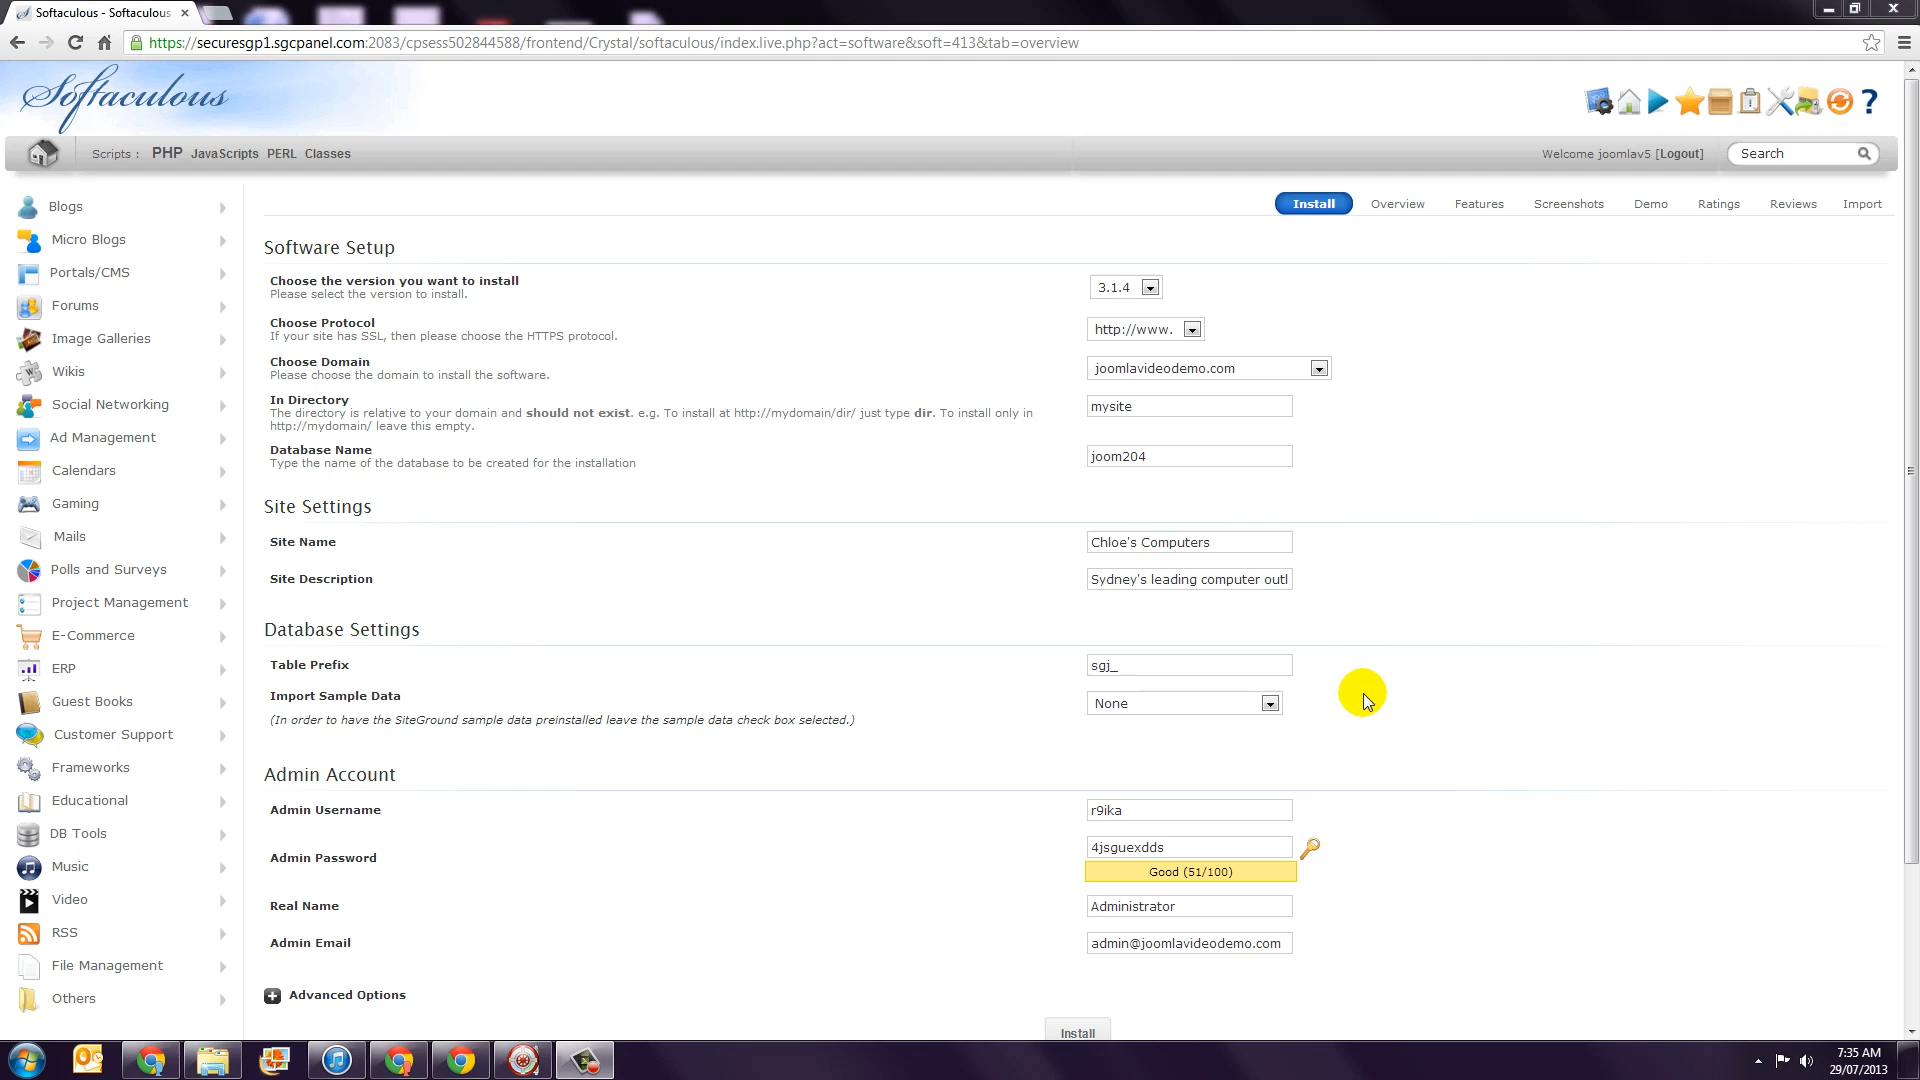 Softaculous - Softaculous
https://securesgp1.sgcpanel.com:2083/cpsess502844588/frontend/Crystal/softaculous/index.live.php?act=software&soft=413&tab=overview
Softaculous
Scripts : PHP JavaScripts PERL Classes
Welcome joomlav5 [Logout]
Search
Blogs
Micro Blogs
Portals/CMS
Forums
Image Galleries
Wikis
Social Networking
Ad Management
Calendars
Gaming
Mails
Polls and Surveys
Project Management
E-Commerce
ERP
Guest Books
Customer Support
Frameworks
Educational
DB Tools
Music
Video
RSS
File Management
Others
Install Overview Features Screenshots Demo Ratings Reviews Import
Software Setup
Choose the version you want to install
Please select the version to install.
3.1.4
Choose Protocol
If your site has SSL, then please choose the HTTPS protocol.
http://www.
Choose Domain
Please choose the domain to install the software.
joomlavideodemo.com
In Directory
The directory is relative to your domain and should not exist. e.g. To install at http://mydomain/dir/ just type dir. To install only in
http://mydomain/ leave this empty.
mysite
Database Name
Type the name of the database to be created for the installation
joom204
Site Settings
Site Name
Chloe's Computers
Site Description
Sydney's leading computer outl
Database Settings
Table Prefix
sgj_
Import Sample Data
(In order to have the SiteGround sample data preinstalled leave the sample data check box selected.)
None
Admin Account
Admin Username
r9ika
Admin Password
4jsguexdds
Good (51/100)
Real Name
Administrator
Admin Email
admin@joomlavideodemo.com
Advanced Options
Install
7:35 AM
29/07/2013